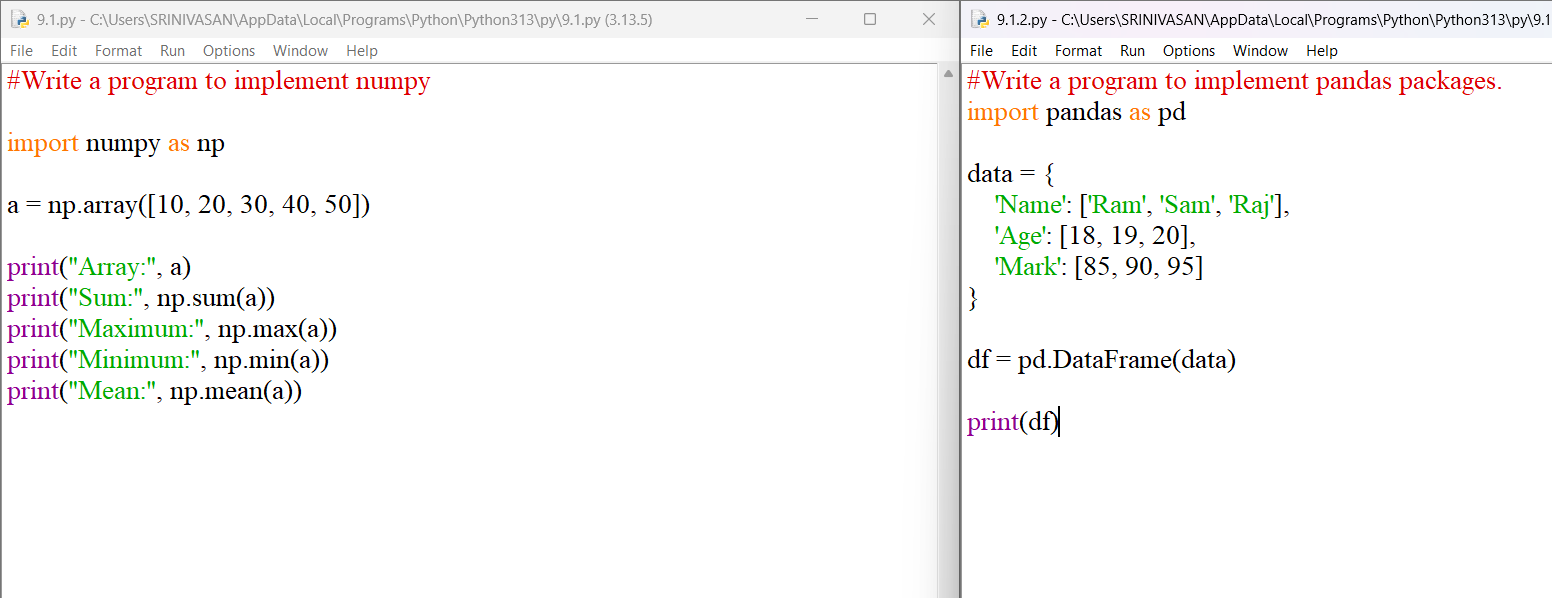 9.1.py - C:\Users\SRINIVASAN\AppData\Local\Programs\Python\Python313\py\9.1.py (3.13.5)
File Edit Format Run Options Window Help
#Write a program to implement numpy
import numpy as np
a = np.array([10, 20, 30, 40, 50])
print("Array:", a)
print("Sum:", np.sum(a))
print("Maximum:", np.max(a))
print("Minimum:", np.min(a))
print("Mean:", np.mean(a))
9.1.2.py - C:\Users\SRINIVASAN\AppData\Local\Programs\Python\Python313\py\9.1
File Edit Format Run Options Window Help
#Write a program to implement pandas packages.
import pandas as pd
data = {
    'Name': ['Ram', 'Sam', 'Raj'],
    'Age': [18, 19, 20],
    'Mark': [85, 90, 95]
}
df = pd.DataFrame(data)
print(df)